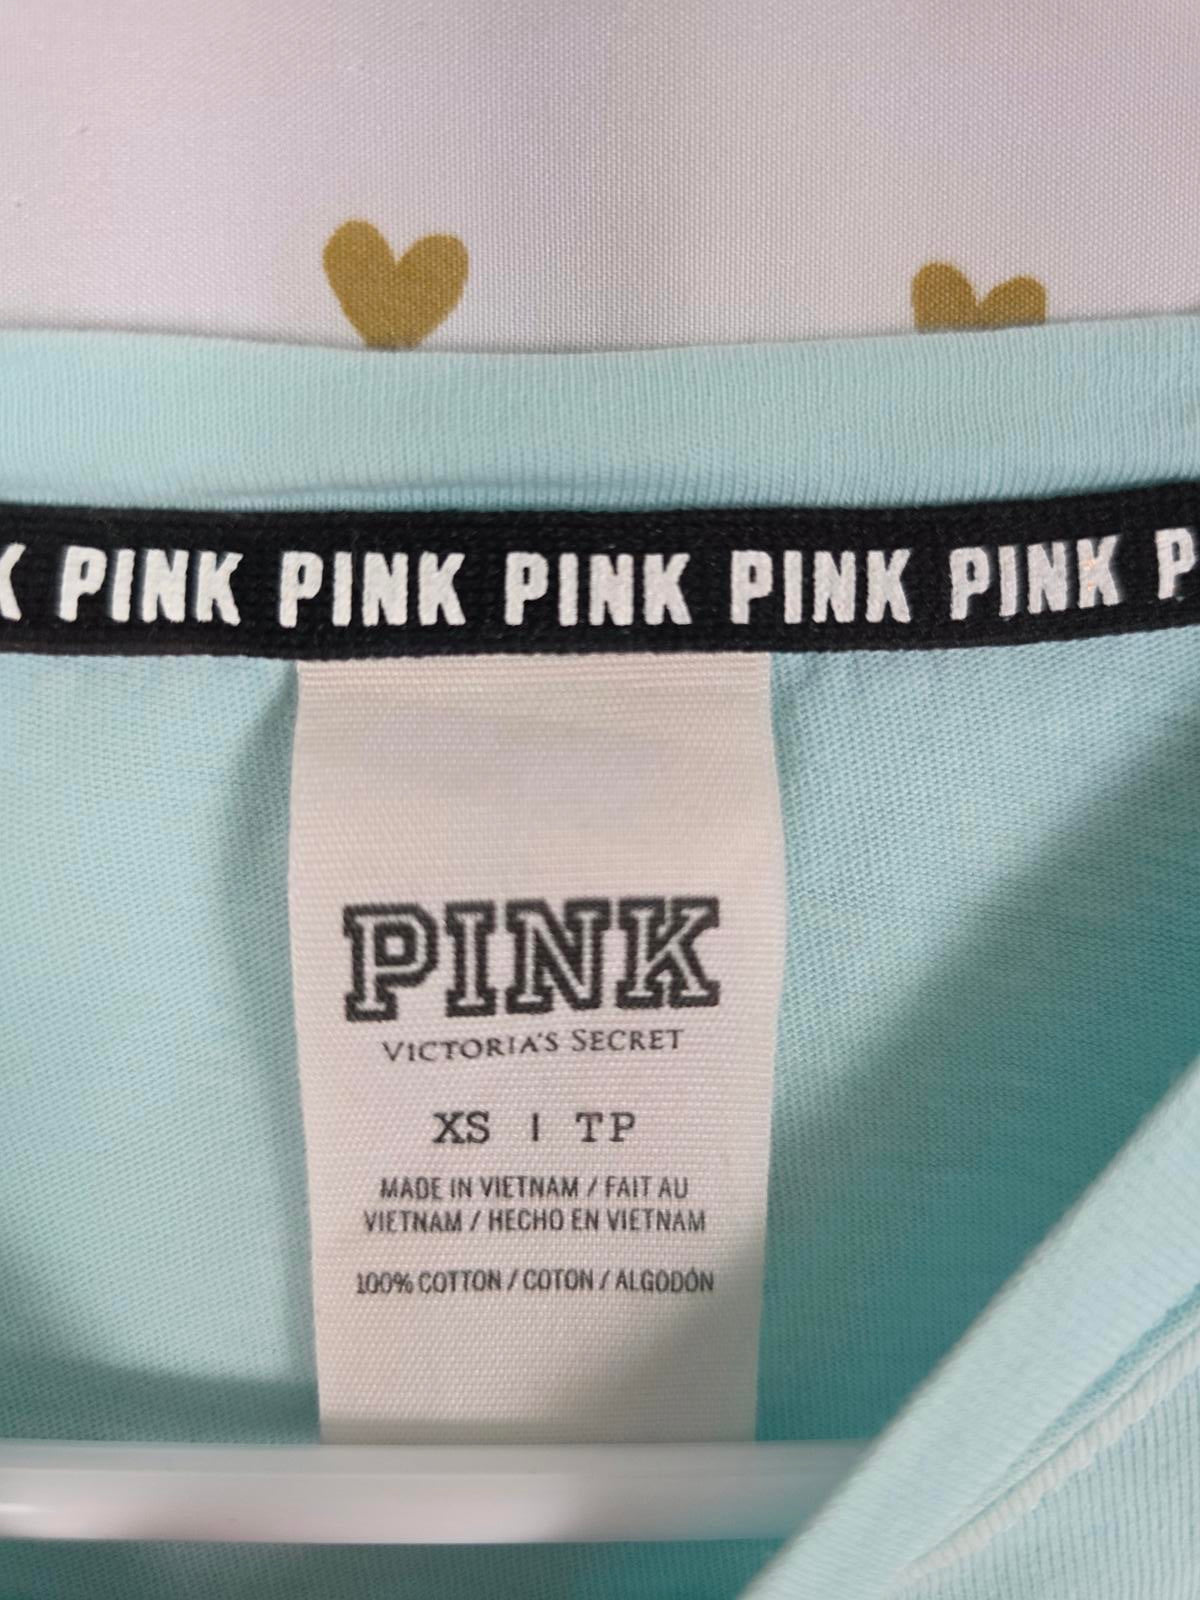 K PINK PINK PINK PINK PINK P
PINK
VICTORIA'S SECRET
XS | TP
MADE IN VIETNAM / FAIT AU
VIETNAM / HECHO EN VIETNAM
100% COTTON / COTON / ALGODÓN